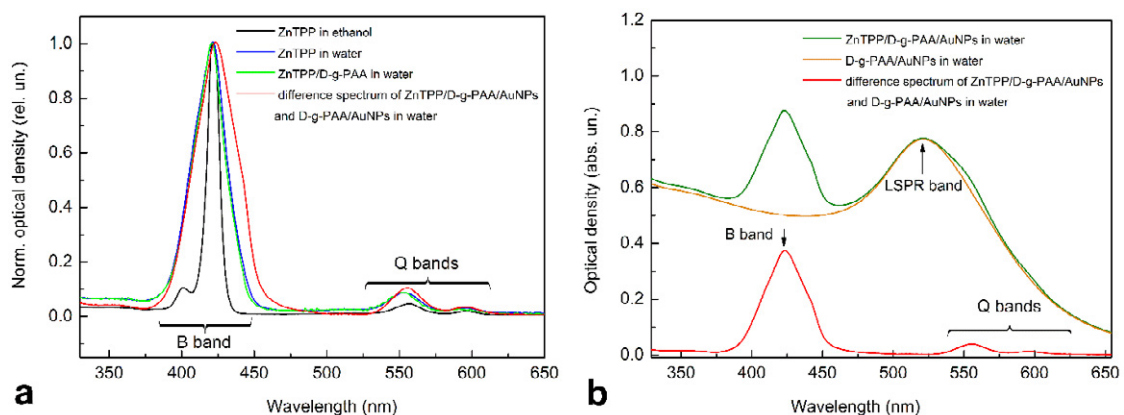 ZnTPP in ethanol
ZnTPP in water
ZnTPP/D-g-PAA in water
difference spectrum of ZnTPP/D-g-PAA/AuNPs
and D-g-PAA/AuNPs in water
Norm. optical density (rel. un.)
1.0
0.8
0.6
0.4
0.2
0.0
Q bands
B band
350 400 450 500 550 600 650
Wavelength (nm)
a
ZnTPP/D-g-PAA/AuNPs in water
D-g-PAA/AuNPs in water
difference spectrum of ZnTPP/D-g-PAA/AuNPs
and D-g-PAA/AuNPs in water
Optical density (abs. un.)
1.2
1.0
0.8
0.6
0.4
0.2
0.0
LSPR band
B band
Q bands
350 400 450 500 550 600 650
Wavelength (nm)
b